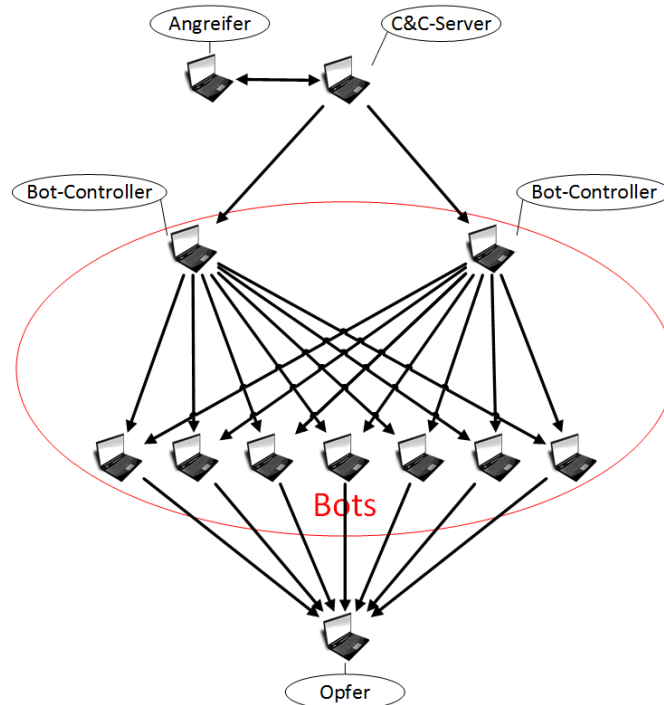 Angreifer
C&C-Server
Bot-Controller
Bot-Controller
Bots
Opfer